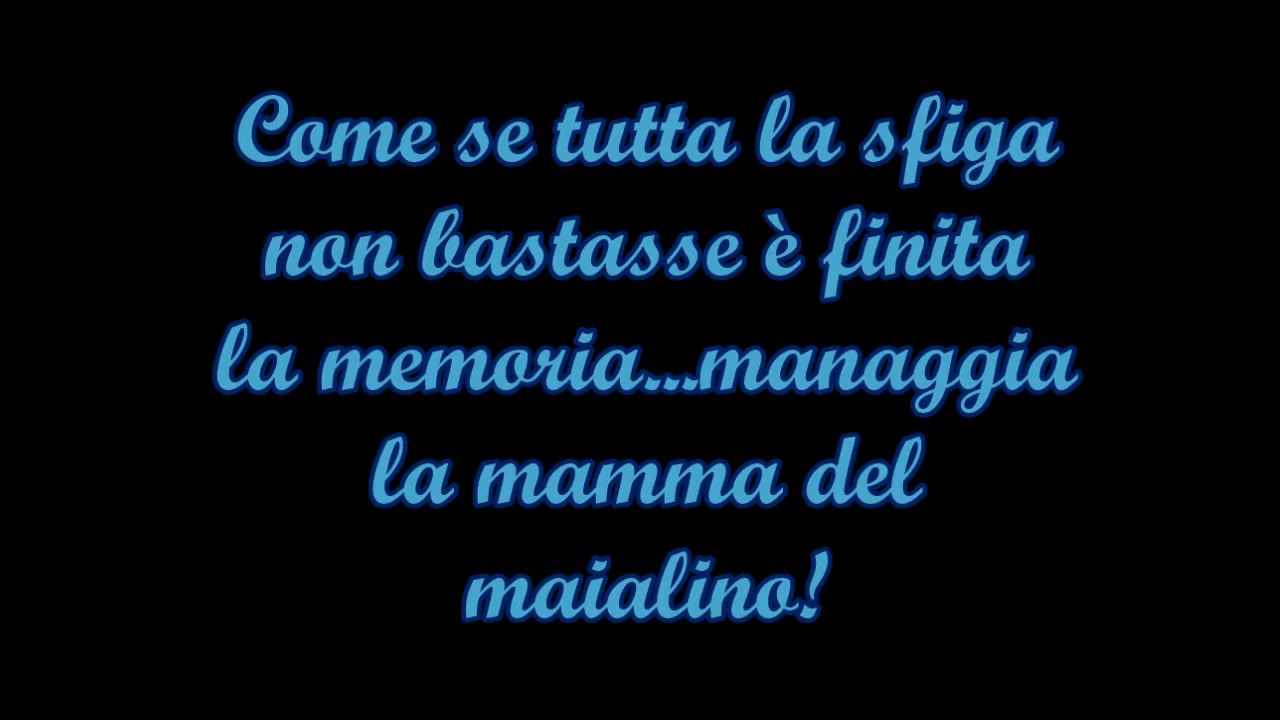 Come se tutta la sfiga
non bastasse è finita
la memoria...managgia
la mamma del
maialino!